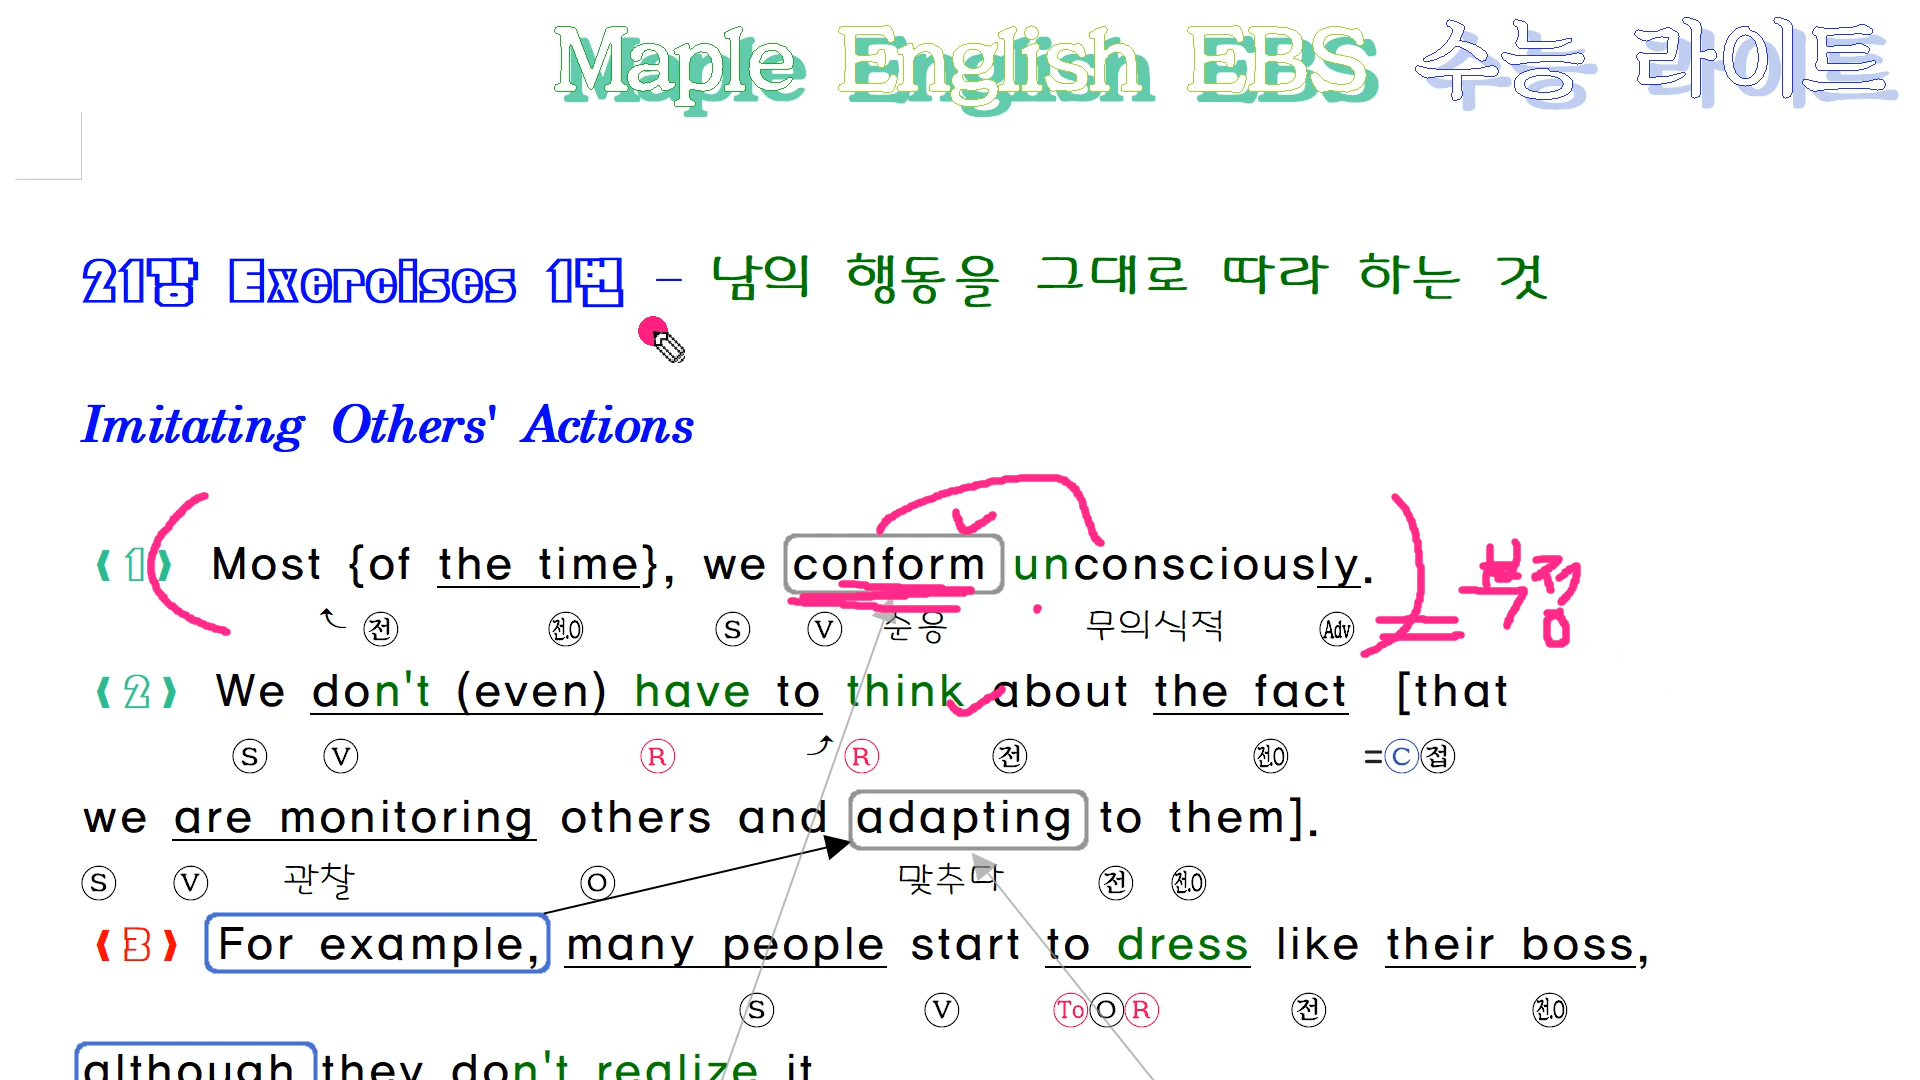 Maple English EBS 수능 라이트
21강 Exercises 1번 - 남의 행동을 그대로 따라 하는 것
Imitating Others' Actions
❰1❱ Most {of the time}, we conform unconsciously. 부정
전 전.O S V 순응 무의식적 Adv
❰2❱ We don't (even) have to think about the fact [that
S V R R 전 전.O =C접
we are monitoring others and adapting to them].
S V 관찰 O 맞추다 전 전.O
❰3❱ For example, many people start to dress like their boss,
S V To O R 전 전.O
although they don't realize it